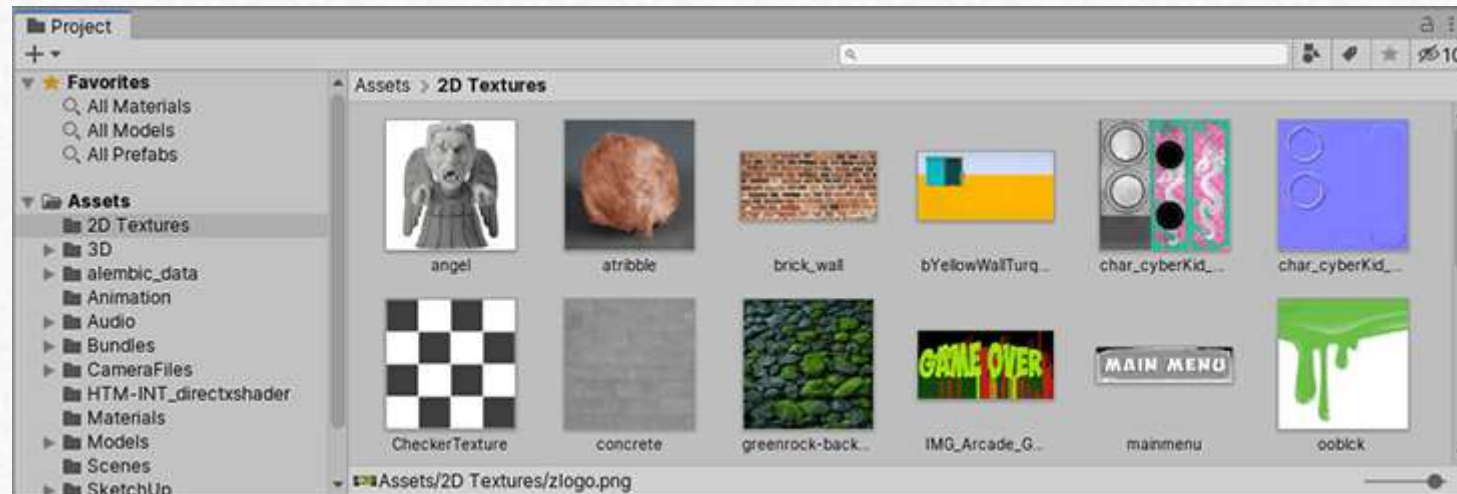 Project
10
Favorites
All Materials
All Models
All Prefabs
Assets
2D Textures
3D
alembic_data
Animation
Audio
Bundles
CameraFiles
HTM-INT_directxshader
Materials
Models
Scenes
SketchUp
Assets > 2D Textures
angel
atribble
brick_wall
bYellowWallTurq...
char_cyberKid_...
char_cyberKid_...
GAME OVER
MAIN MENU
CheckerTexture
concrete
greenrock-back...
IMG_Arcade_G...
mainmenu
ooblck
Assets/2D Textures/zlogo.png